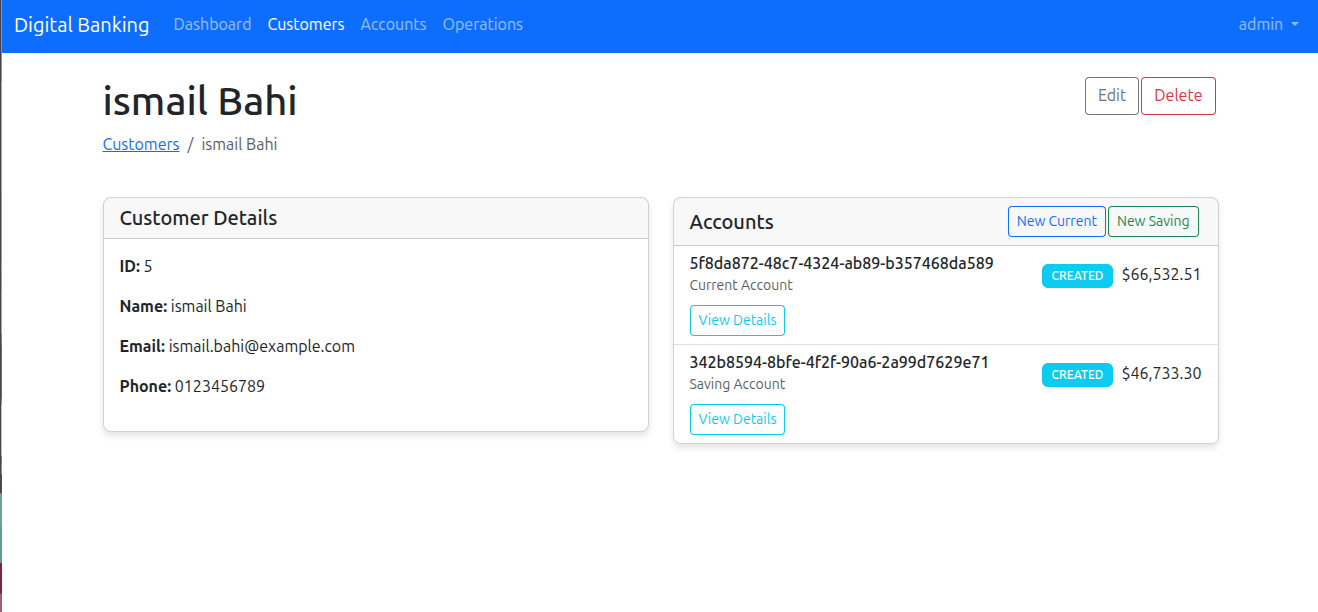 Digital Banking Dashboard Customers Accounts Operations admin
ismail Bahi
Edit Delete
Customers / ismail Bahi
Customer Details
ID: 5
Name: ismail Bahi
Email: ismail.bahi@example.com
Phone: 0123456789
Accounts New Current New Saving
5f8da872-48c7-4324-ab89-b357468da589
Current Account
CREATED $66,532.51
View Details
342b8594-8bfe-4f2f-90a6-2a99d7629e71
Saving Account
CREATED $46,733.30
View Details